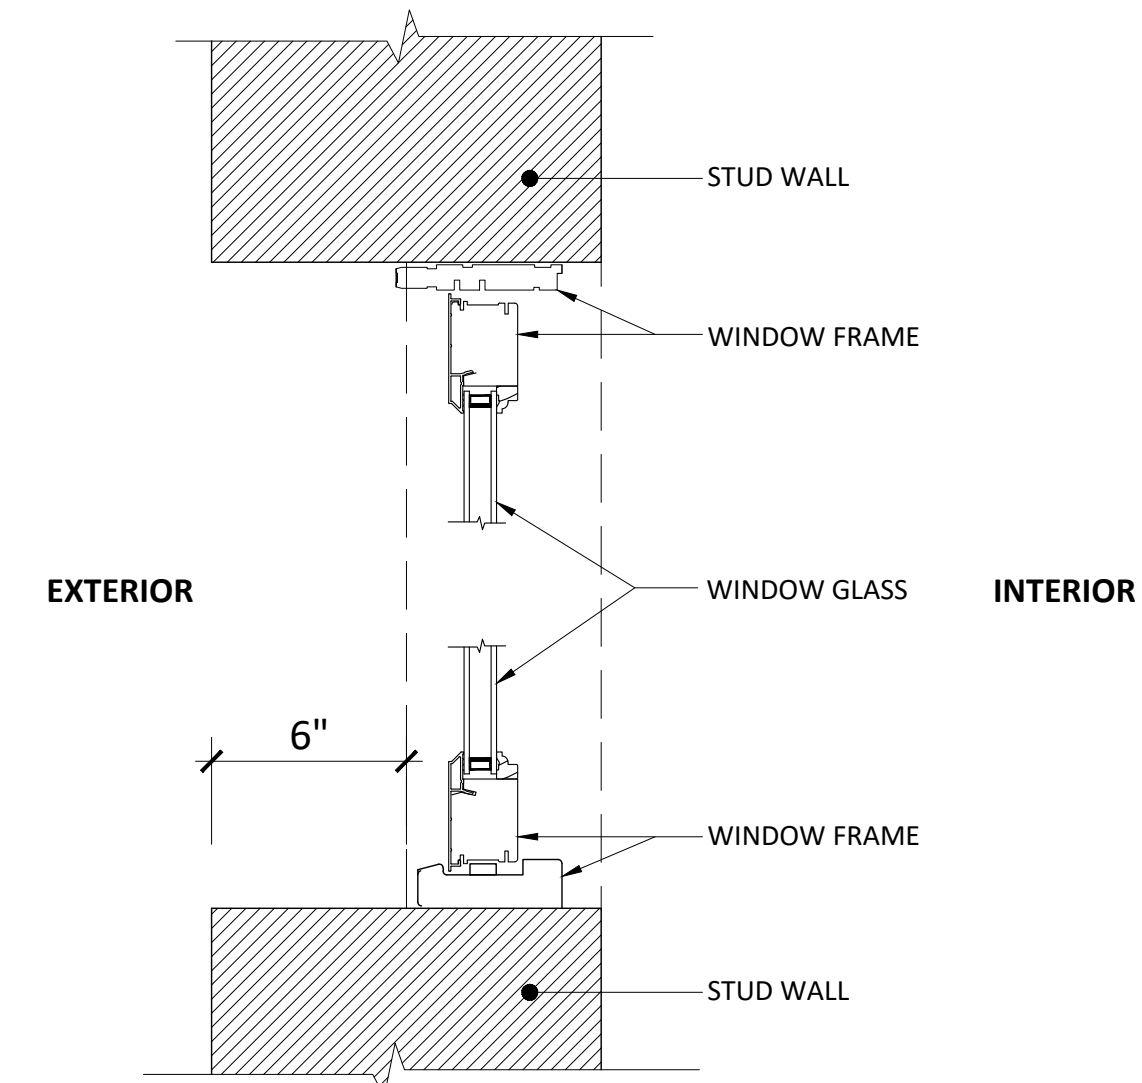 STUD WALL
WINDOW FRAME
EXTERIOR
WINDOW GLASS
INTERIOR
6"
WINDOW FRAME
STUD WALL